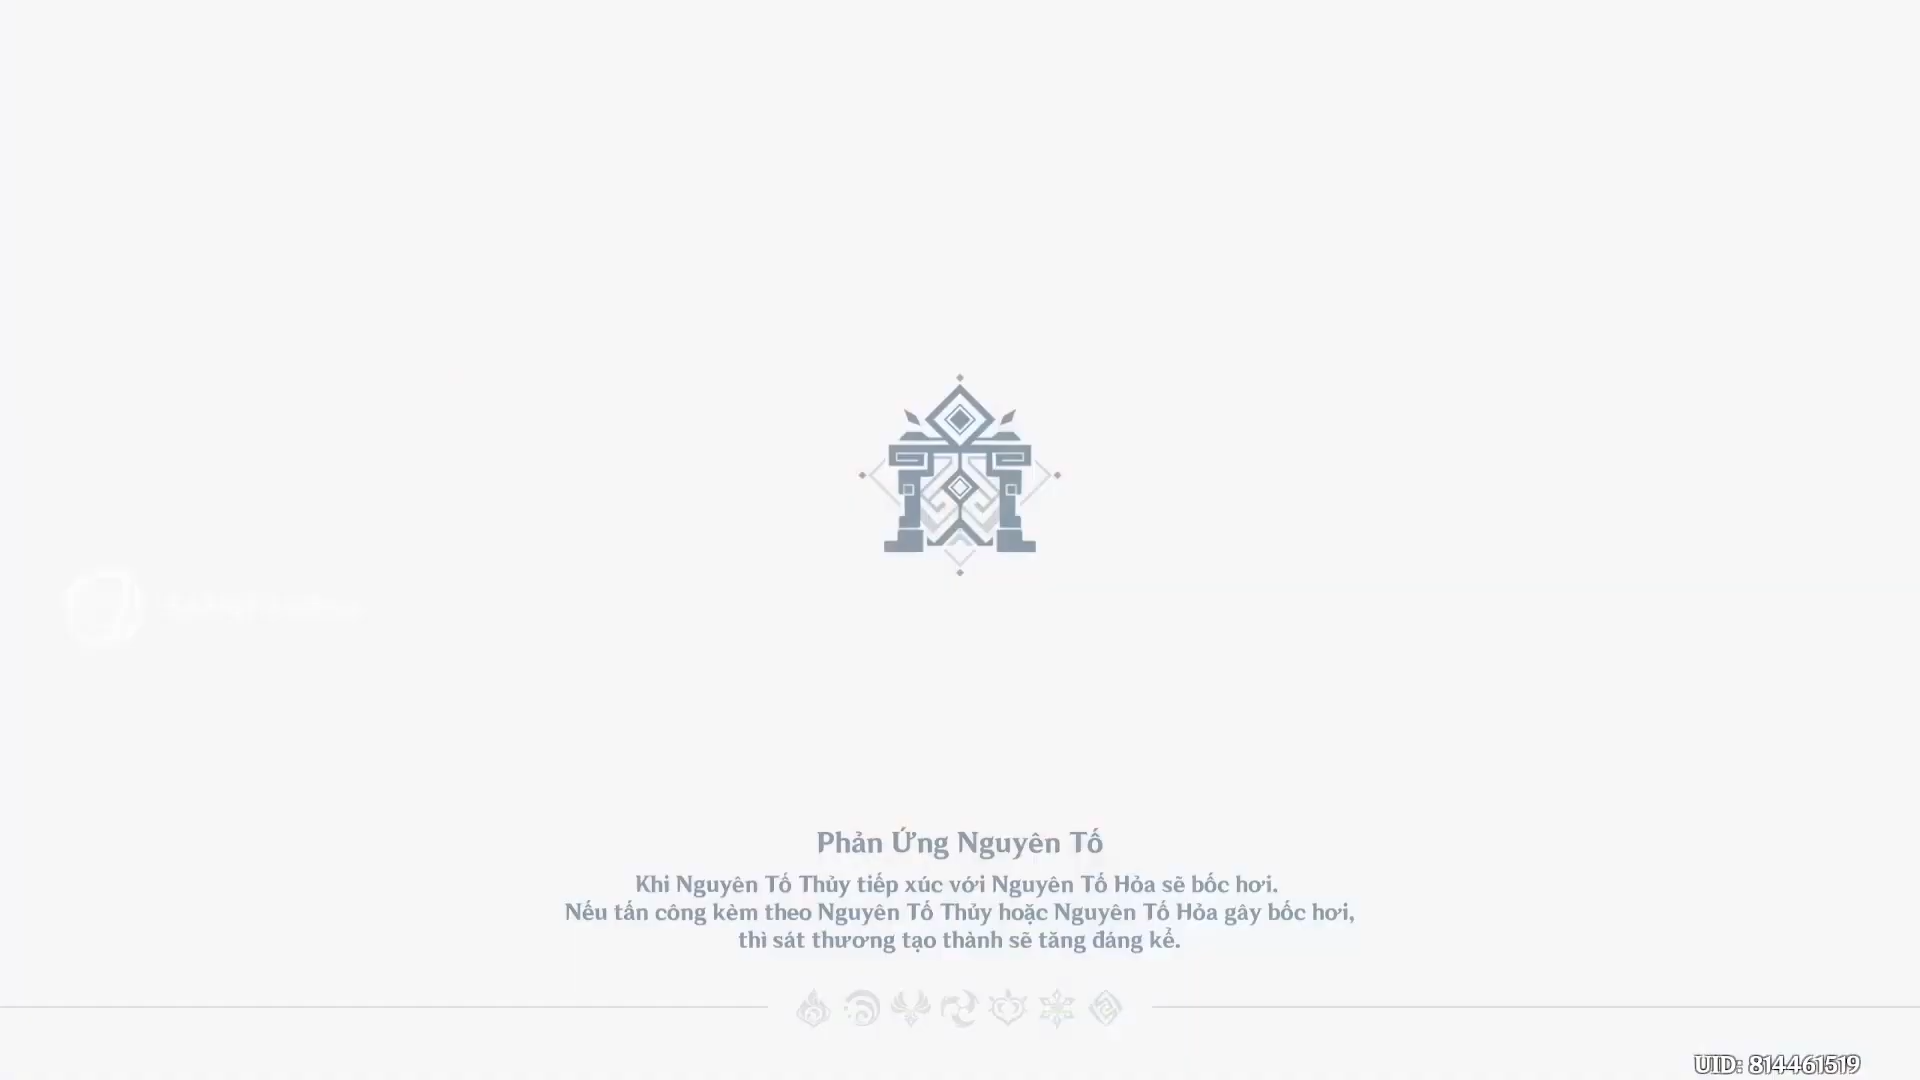 Phản Ứng Nguyên Tố
Khi Nguyên Tố Thủy tiếp xúc với Nguyên Tố Hỏa sẽ bốc hơi.
Nếu tấn công kèm theo Nguyên Tố Thủy hoặc Nguyên Tố Hỏa gây bốc hơi,
thì sát thương tạo thành sẽ tăng đáng kể.
UID: 814461519